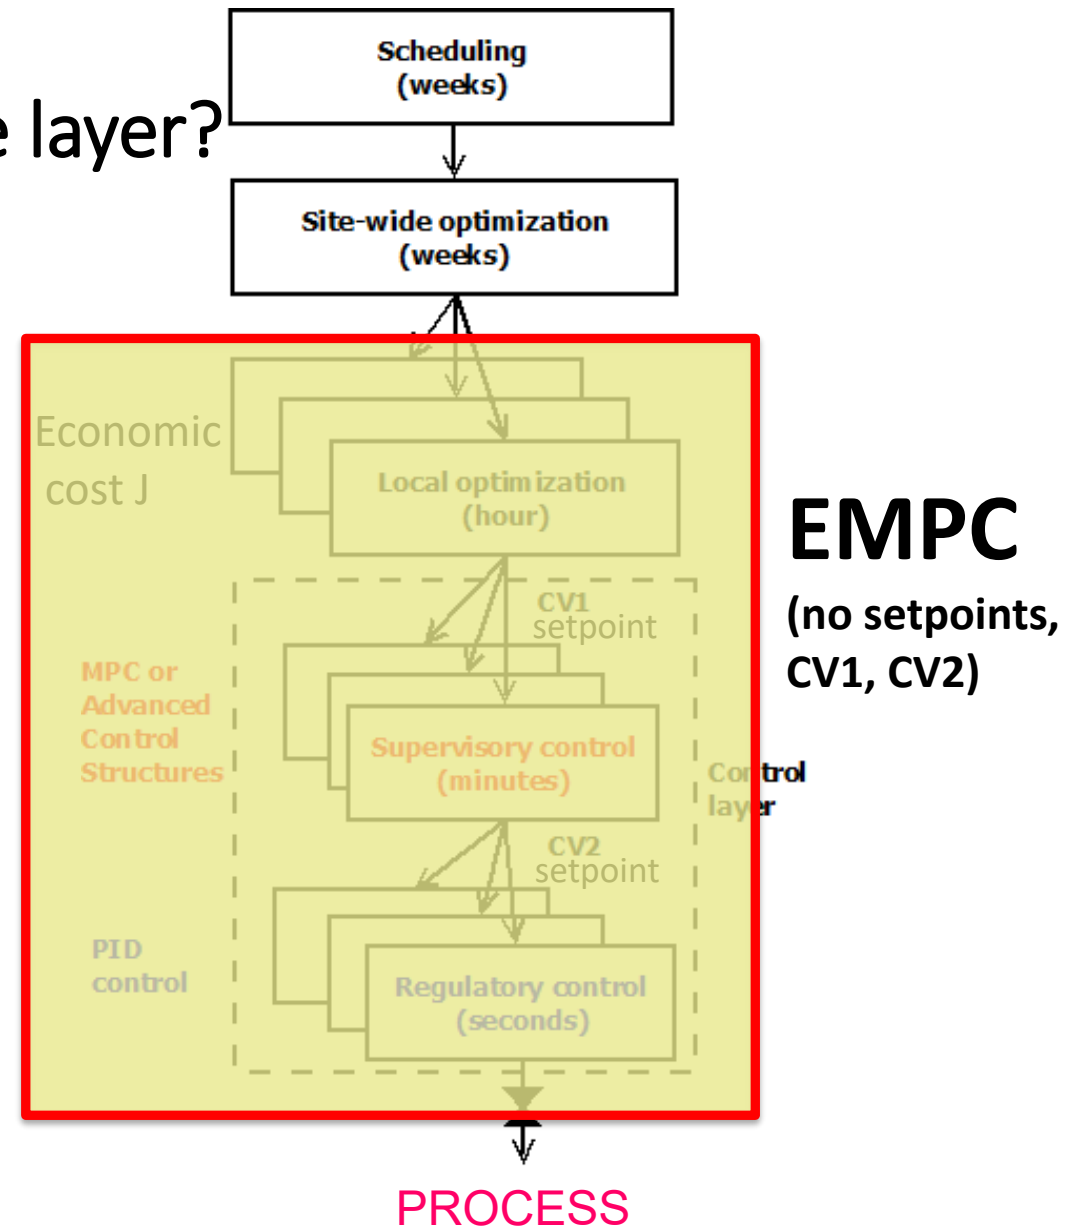 Scheduling
(weeks)
e layer?
Site-wide optimization
(weeks)
Economic
cost J
Local optimization
(hour)
EMPC
(no setpoints,
CV1, CV2)
CV1
setpoint
MPC or
Advanced
Control
Structures
Supervisory control
(minutes)
Control
layer
CV2
setpoint
PID
control
Regulatory control
(seconds)
PROCESS